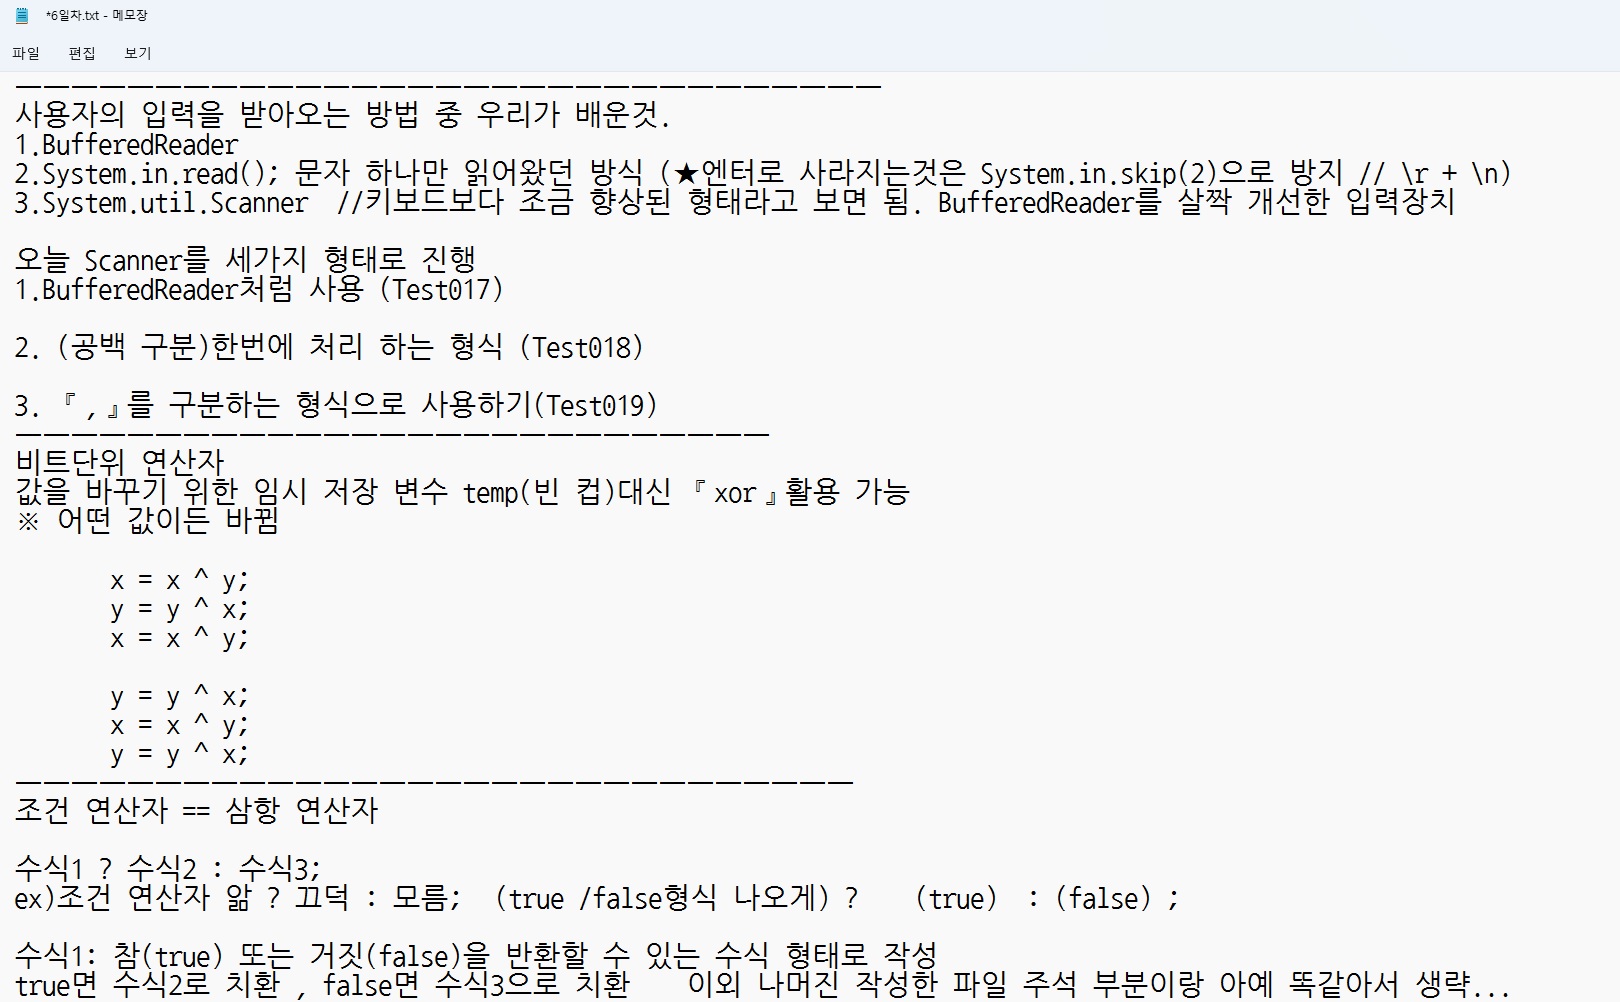 *6일차.txt - 메모장
파일 편집 보기
―――――――――――――――――――――――――――――――
사용자의 입력을 받아오는 방법 중 우리가 배운것.
1.BufferedReader
2.System.in.read(); 문자 하나만 읽어왔던 방식 (★엔터로 사라지는것은 System.in.skip(2)으로 방지 // \r + \n)
3.System.util.Scanner //키보드보다 조금 향상된 형태라고 보면 됨. BufferedReader를 살짝 개선한 입력장치
오늘 Scanner를 세가지 형태로 진행
1.BufferedReader처럼 사용 (Test017)
2. (공백 구분)한번에 처리 하는 형식 (Test018)
3. 『,』를 구분하는 형식으로 사용하기(Test019)
―――――――――――――――――――――――――――
비트단위 연산자
값을 바꾸기 위한 임시 저장 변수 temp(빈 컵)대신 『xor』활용 가능
※ 어떤 값이든 바뀜
x = x ^ y;
y = y ^ x;
x = x ^ y;
y = y ^ x;
x = x ^ y;
y = y ^ x;
――――――――――――――――――――――――――――――
조건 연산자 == 삼항 연산자
수식1 ? 수식2 : 수식3;
ex)조건 연산자 앎 ? 끄덕 : 모름; (true /false형식 나오게) ? (true) : (false) ;
수식1: 참(true) 또는 거짓(false)을 반환할 수 있는 수식 형태로 작성
true면 수식2로 치환 , false면 수식3으로 치환 이외 나머진 작성한 파일 주석 부분이랑 아예 똑같아서 생략...